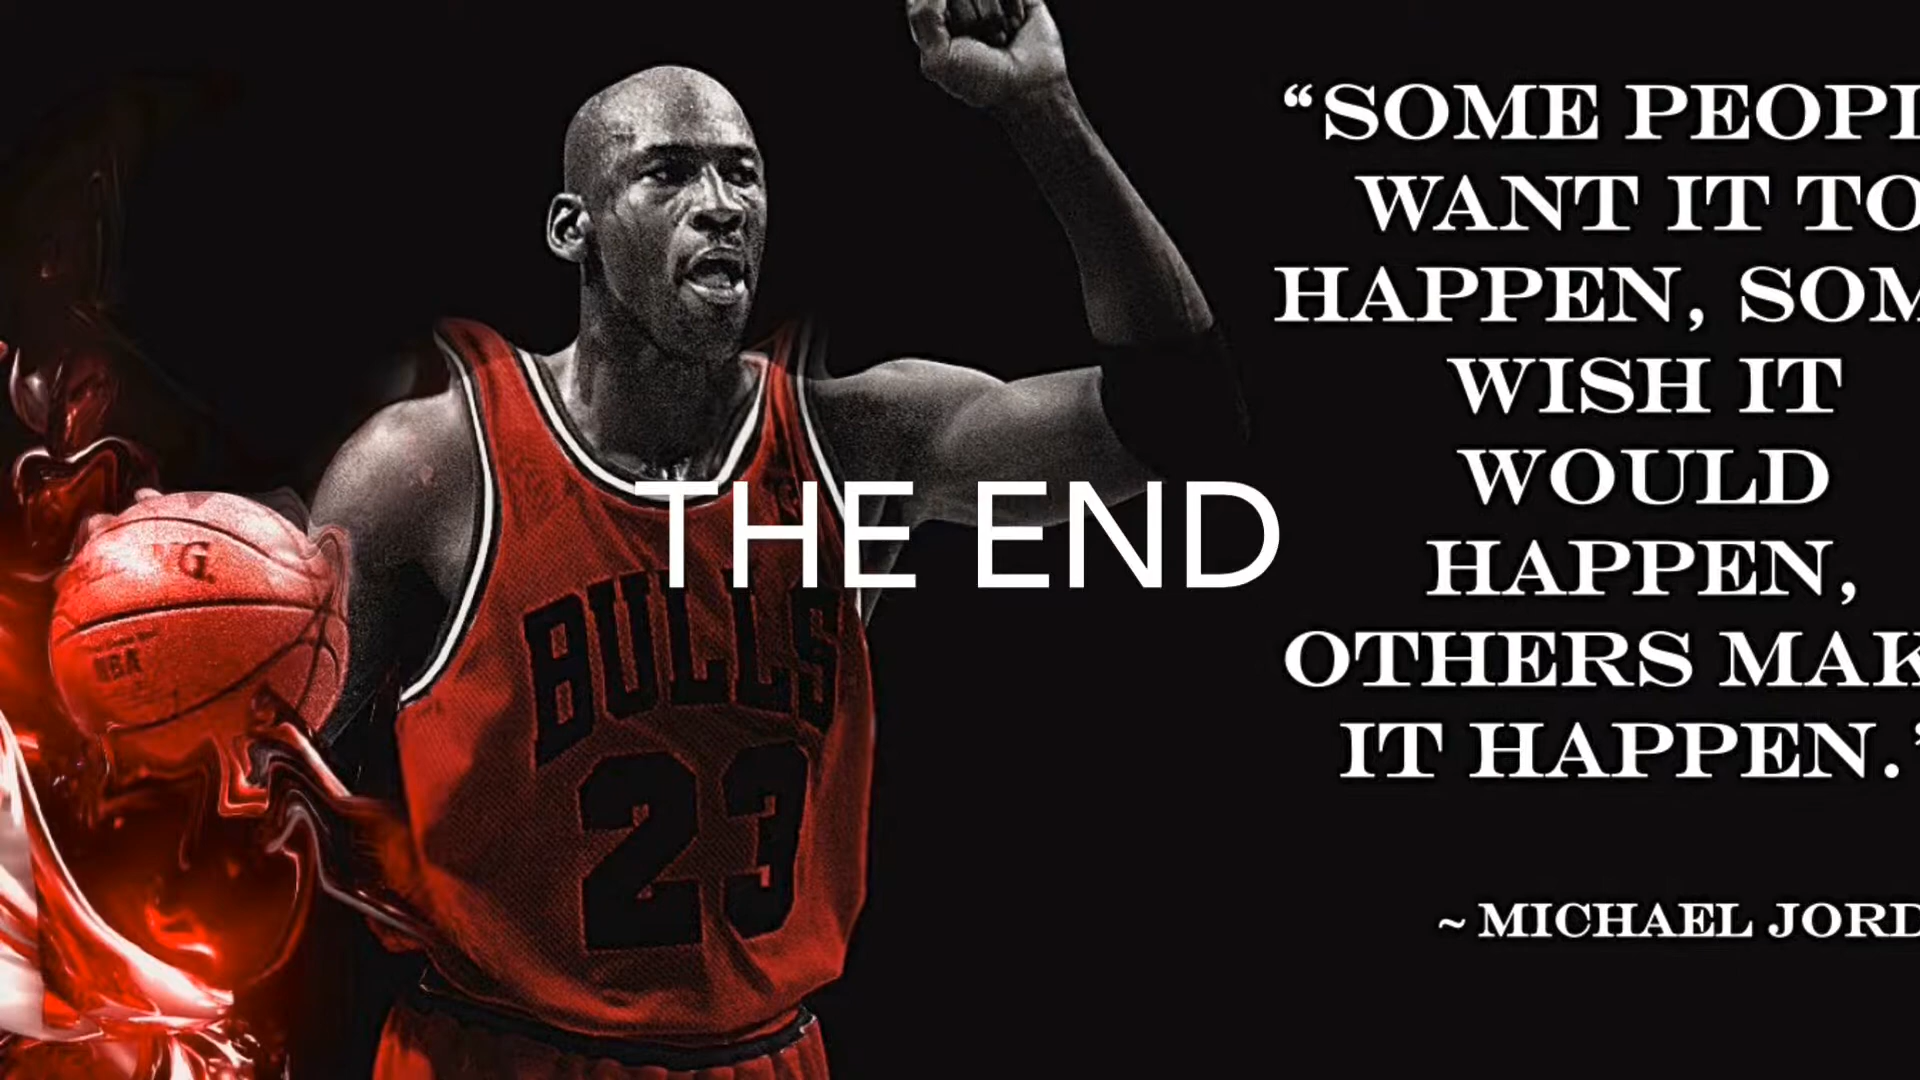 “SOME PEOPL
WANT IT TO
HAPPEN, SOM
WISH IT
WOULD
HAPPEN,
OTHERS MAK
IT HAPPEN.”
~ MICHAEL JORD
THE END
BULLS
23
G.
NBA